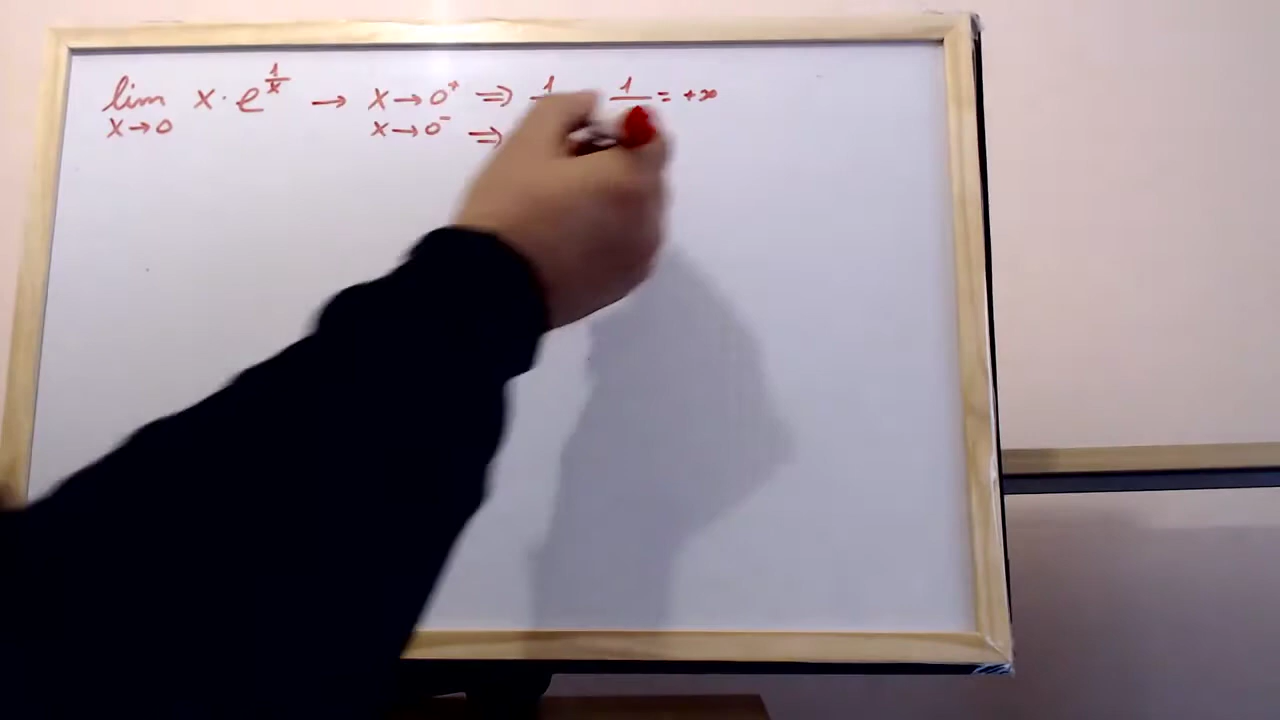 lim x · e^(1/x) → x → 0⁺ ⇒ 1 1 = +∞
x → 0 x → 0⁻ ⇒